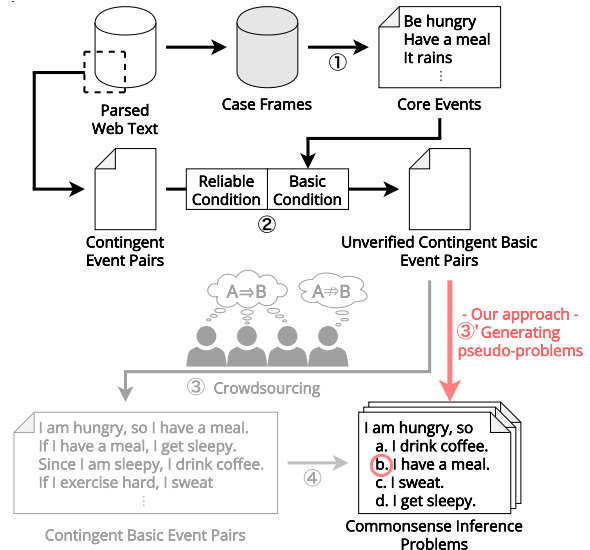 Be hungry
Have a meal
It rains
⋮
①
Parsed
Web Text
Case Frames
Core Events
Reliable
Condition
Basic
Condition
②
Contingent
Event Pairs
Unverified Contingent Basic
Event Pairs
A⇒B
A⇏B
- Our approach -
③' Generating
pseudo-problems
③ Crowdsourcing
I am hungry, so I have a meal.
If I have a meal, I get sleepy.
Since I am sleepy, I drink coffee.
If I exercise hard, I sweat
⋮
④
I am hungry, so
a. I drink coffee.
b. I have a meal.
c. I sweat.
d. I get sleepy.
Contingent Basic Event Pairs
Commonsense Inference
Problems